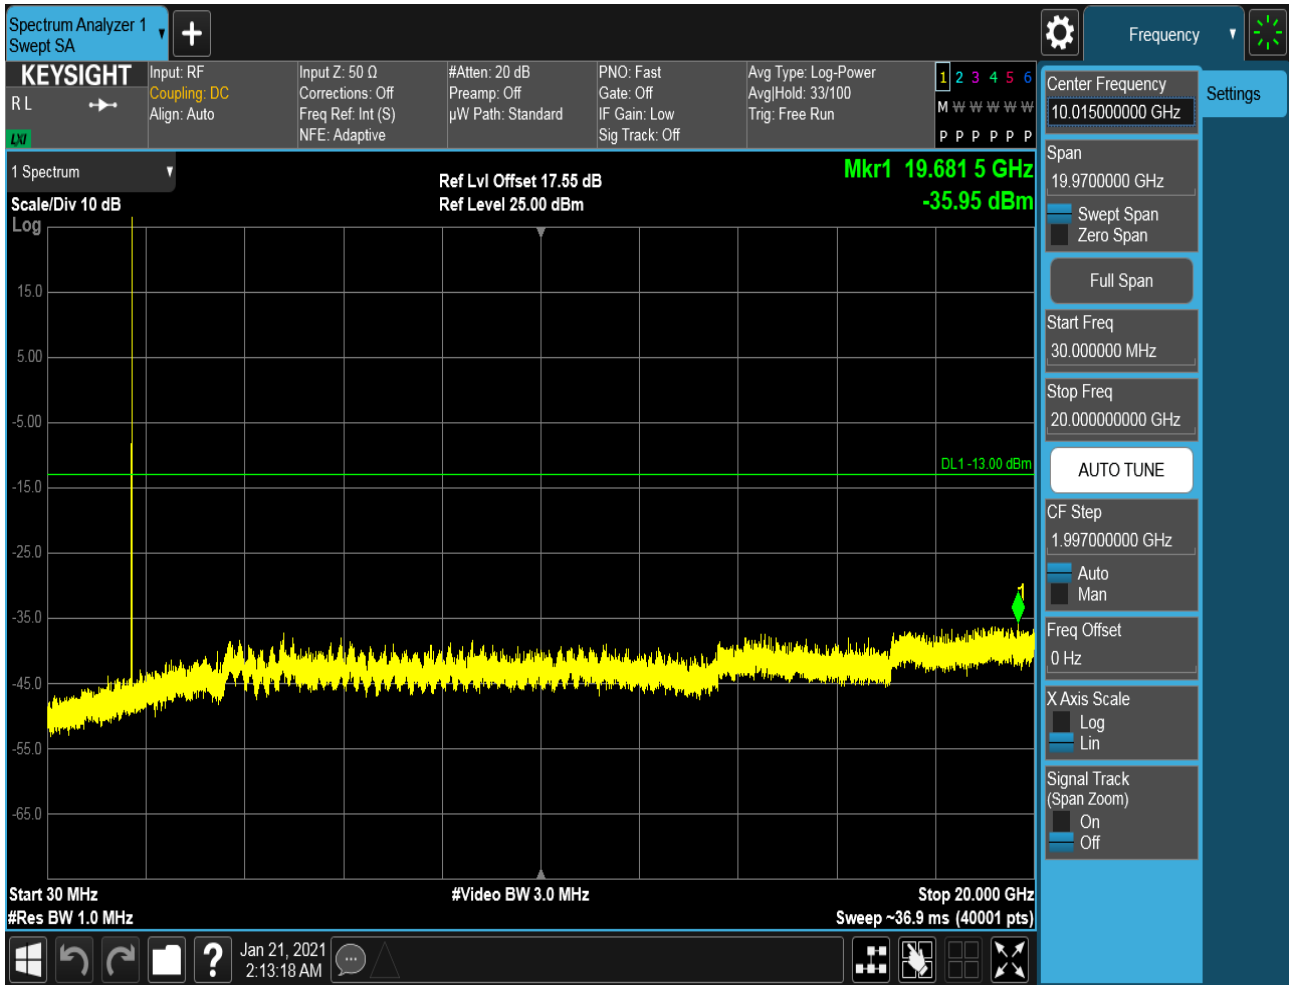 Spectrum Analyzer 1
Swept SA
+
Frequency
KEYSIGHT
R L
LXI
Input: RF
Coupling: DC
Align: Auto
Input Z: 50 Ω
Corrections: Off
Freq Ref: Int (S)
NFE: Adaptive
#Atten: 20 dB
Preamp: Off
µW Path: Standard
PNO: Fast
Gate: Off
IF Gain: Low
Sig Track: Off
Avg Type: Log-Power
Avg|Hold: 33/100
Trig: Free Run
1 2 3 4 5 6
M W W W W W
P P P P P P
1 Spectrum
Scale/Div 10 dB
Log
Ref Lvl Offset 17.55 dB
Ref Level 25.00 dBm
Mkr1 19.681 5 GHz
-35.95 dBm
15.0
5.00
-5.00
-15.0
-25.0
-35.0
-45.0
-55.0
-65.0
DL1 -13.00 dBm
1
Start 30 MHz
#Res BW 1.0 MHz
#Video BW 3.0 MHz
Stop 20.000 GHz
Sweep ~36.9 ms (40001 pts)
Center Frequency
10.015000000 GHz
Settings
Span
19.9700000 GHz
Swept Span
Zero Span
Full Span
Start Freq
30.000000 MHz
Stop Freq
20.000000000 GHz
AUTO TUNE
CF Step
1.997000000 GHz
Auto
Man
Freq Offset
0 Hz
X Axis Scale
Log
Lin
Signal Track
(Span Zoom)
On
Off
?
Jan 21, 2021
2:13:18 AM